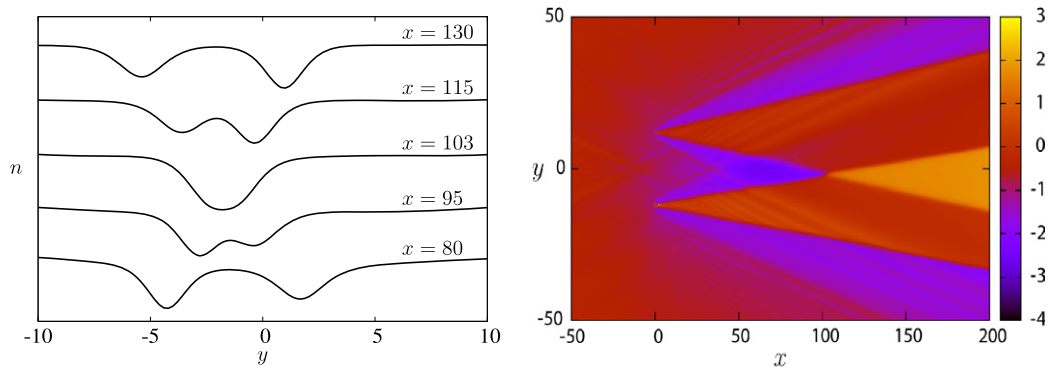 x = 130
x = 115
x = 103
x = 95
x = 80
n
-10 -5 0 5 10
y
50
0
-50
y
-50 0 50 100 150 200
x
3
2
1
0
-1
-2
-3
-4